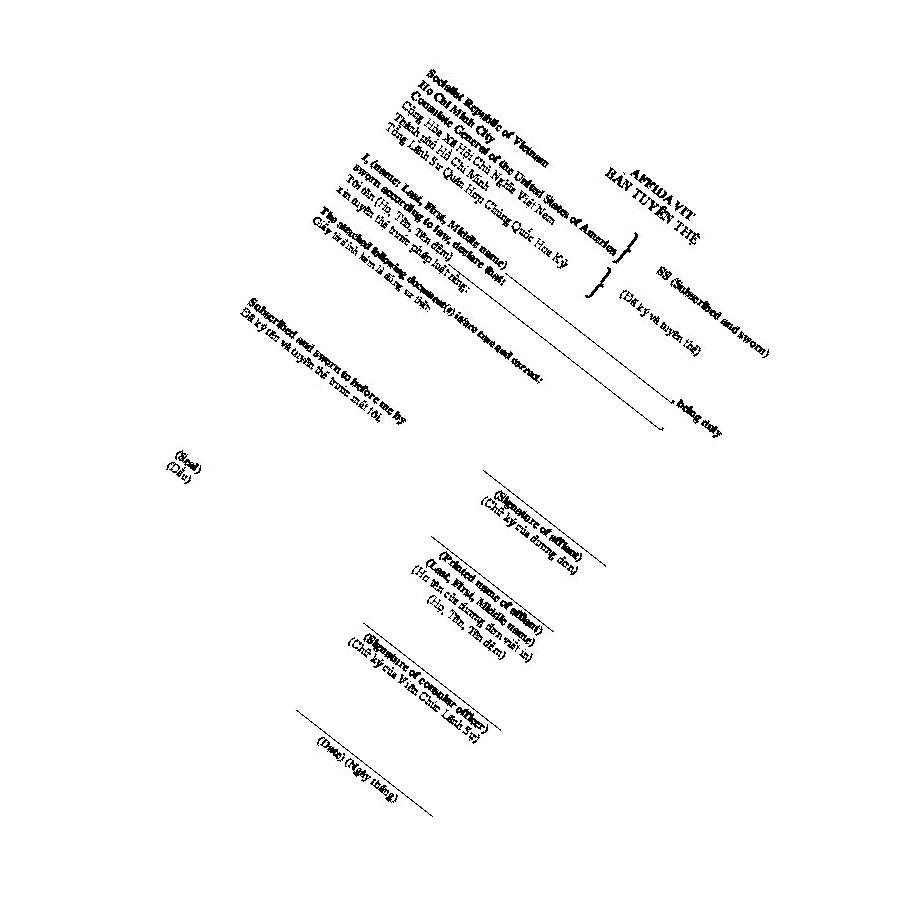 AFFIDAVIT
BẢN TUYÊN THỆ
Socialist Republic of Vietnam
Ho Chi Minh City
Consulate General of the United States of America
Cộng Hòa Xã Hội Chủ Nghĩa Việt Nam
Thành phố Hồ Chí Minh
Tổng Lãnh Sự Quán Hợp Chủng Quốc Hoa Kỳ
}
}
SS (Subscribed and sworn)
(Đã ký và tuyên thệ)
I, (name: Last, First, Middle name) , being duly
sworn according to law, declare that:
Tôi tên (Họ, Tên, Tên đệm) ,
xin tuyên thệ trước pháp luật rằng:
The attached following document(s) is/are true and correct:
Giấy tờ đính kèm là đúng sự thật:
Subscribed and sworn to before me by
Đã ký tên và tuyên thệ trước mặt tôi,
(Seal)
(Dấu)
(Signature of affiant)
(Chữ ký của đương đơn)
(Printed name of affiant)
(Last, First, Middle name)
(Họ tên của đương đơn viết in)
(Họ, Tên, Tên đệm)
(Signature of consular officer)
(Chữ ký của Viên Chức Lãnh Sự)
(Date) (Ngày tháng)